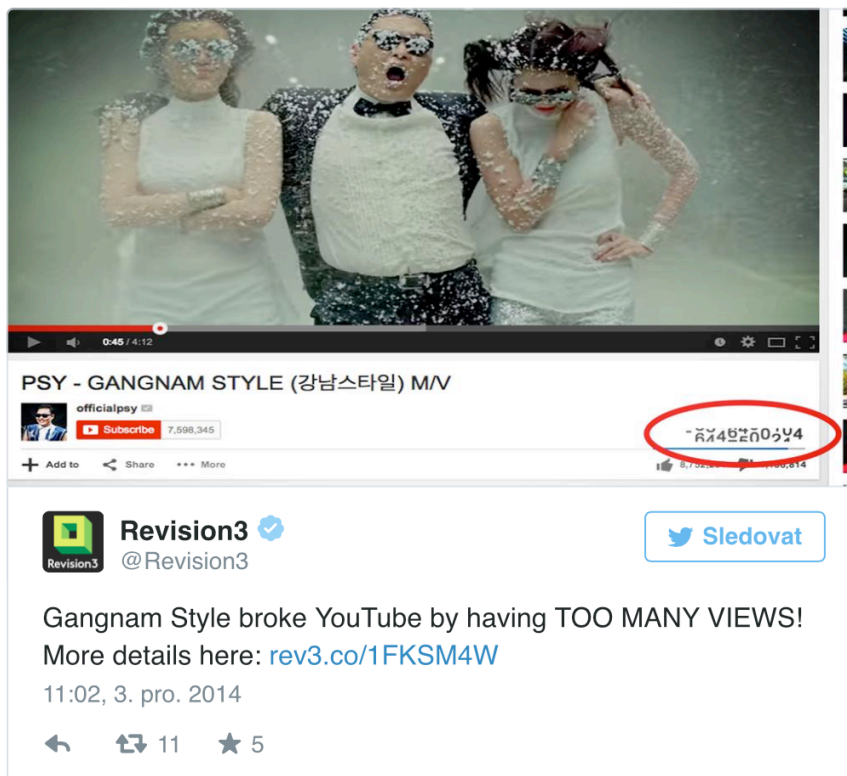 0:45 / 4:12
PSY - GANGNAM STYLE (강남스타일) M/V
officialpsy
Subscribe 7,598,345
Add to Share More
Revision3
Revision3
@Revision3
Sledovat
Gangnam Style broke YouTube by having TOO MANY VIEWS!
More details here: rev3.co/1FKSM4W
11:02, 3. pro. 2014
11 5